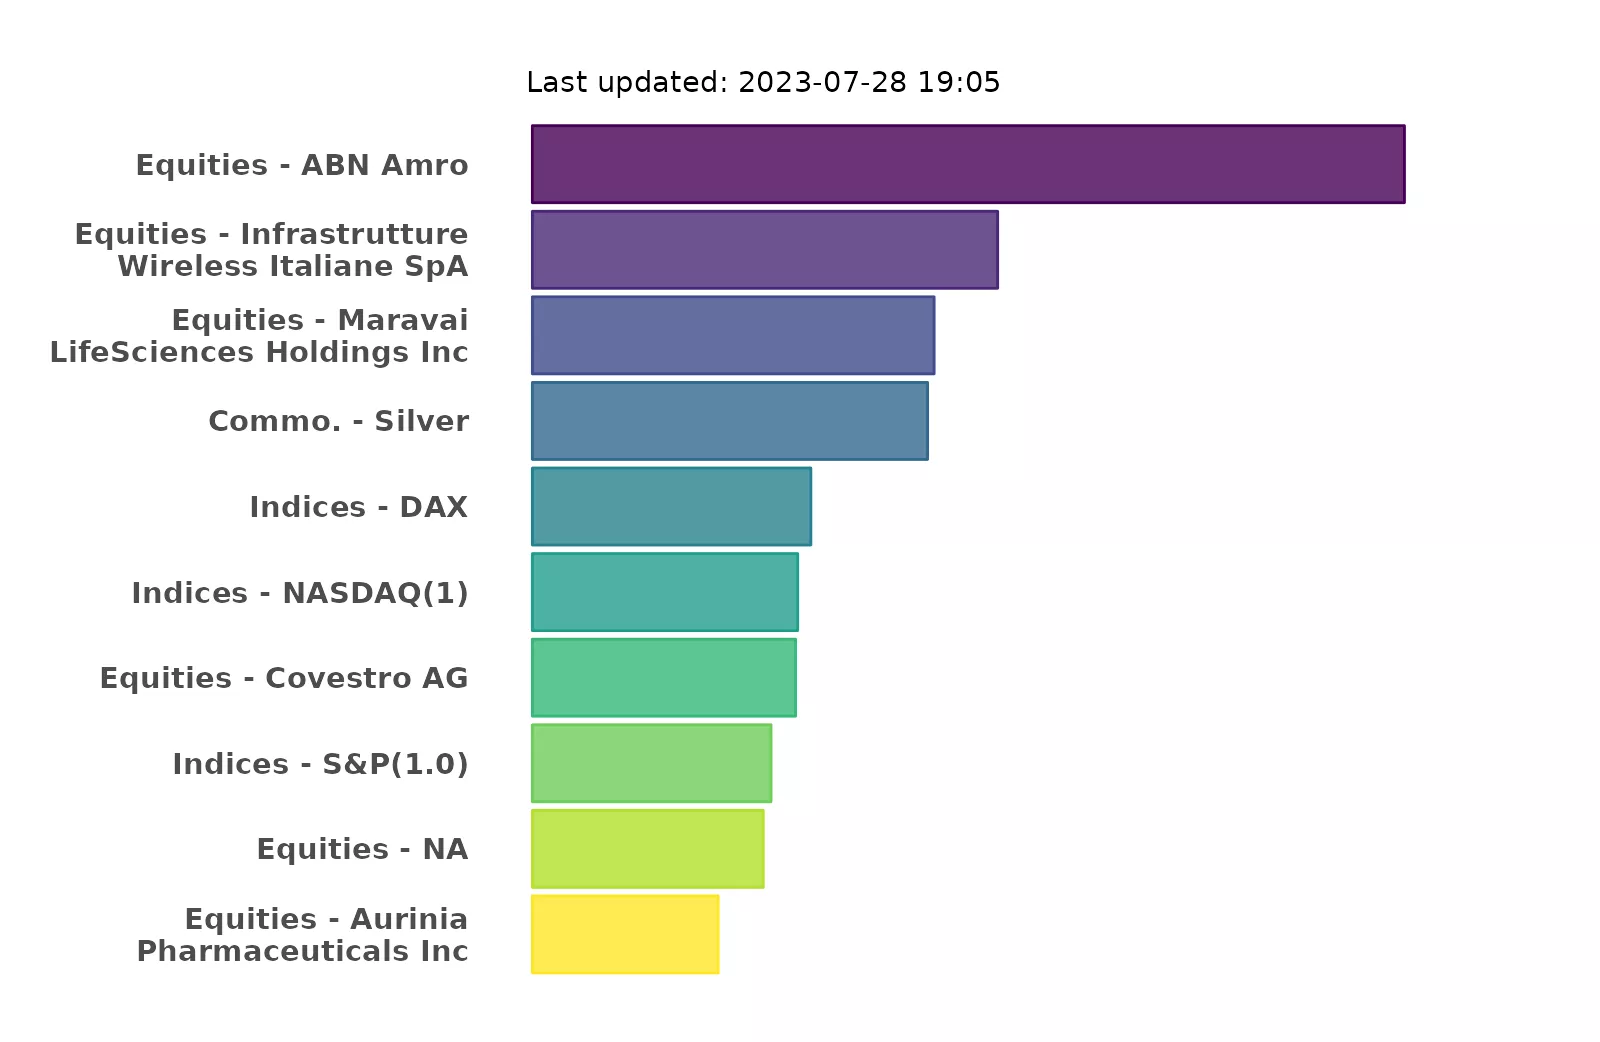 Last updated: 2023-07-28 19:05
Equities - ABN Amro
Equities - Infrastrutture
Wireless Italiane SpA
Equities - Maravai
LifeSciences Holdings Inc
Commo. - Silver
Indices - DAX
Indices - NASDAQ(1)
Equities - Covestro AG
Indices - S&P(1.0)
Equities - NA
Equities - Aurinia
Pharmaceuticals Inc